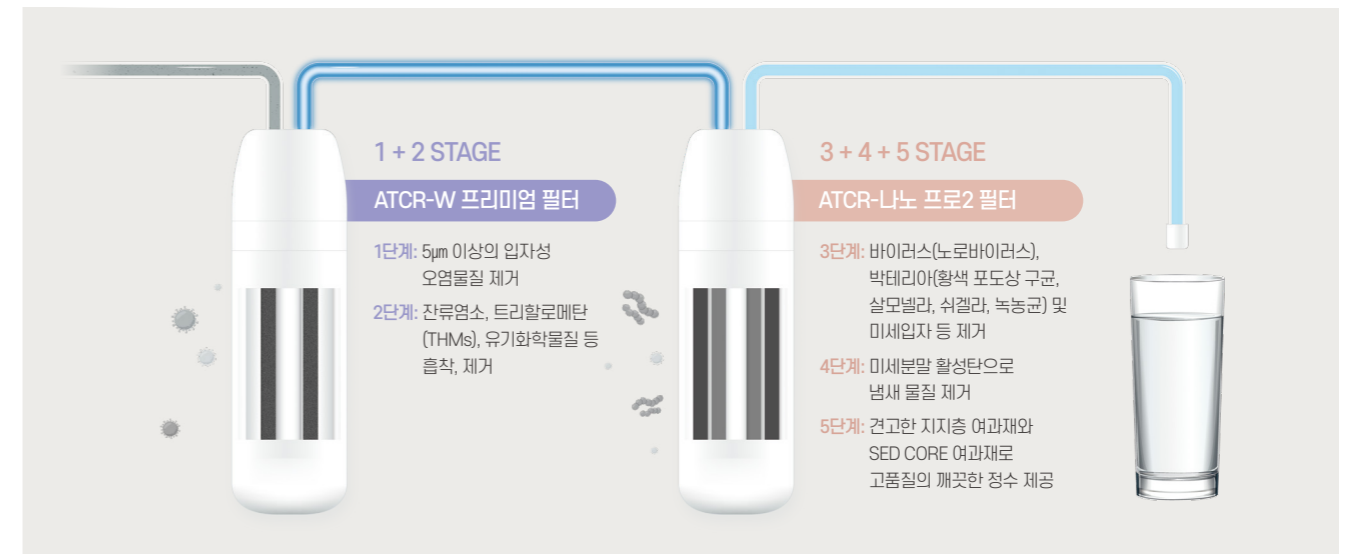 1 + 2 STAGE
ATCR-W 프리미엄 필터
1단계: 5㎛ 이상의 입자성
오염물질 제거
2단계: 잔류염소, 트리할로메탄
(THMs), 유기화학물질 등
흡착, 제거
3 + 4 + 5 STAGE
ATCR-나노 프로2 필터
3단계: 바이러스(노로바이러스),
박테리아(황색 포도상 구균,
살모넬라, 쉬겔라, 녹농균) 및
미세입자 등 제거
4단계: 미세분말 활성탄으로
냄새 물질 제거
5단계: 견고한 지지층 여과재와
SED CORE 여과재로
고품질의 깨끗한 정수 제공